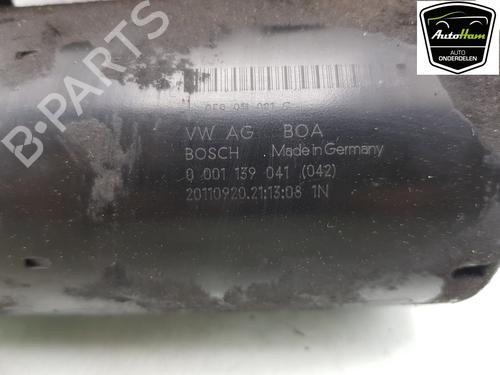 AutoHam
AUTO
ONDERDELEN
VW AG BOA
BOSCH Made in Germany
0 001 139 041 (042)
20110920.21:13:08 1N